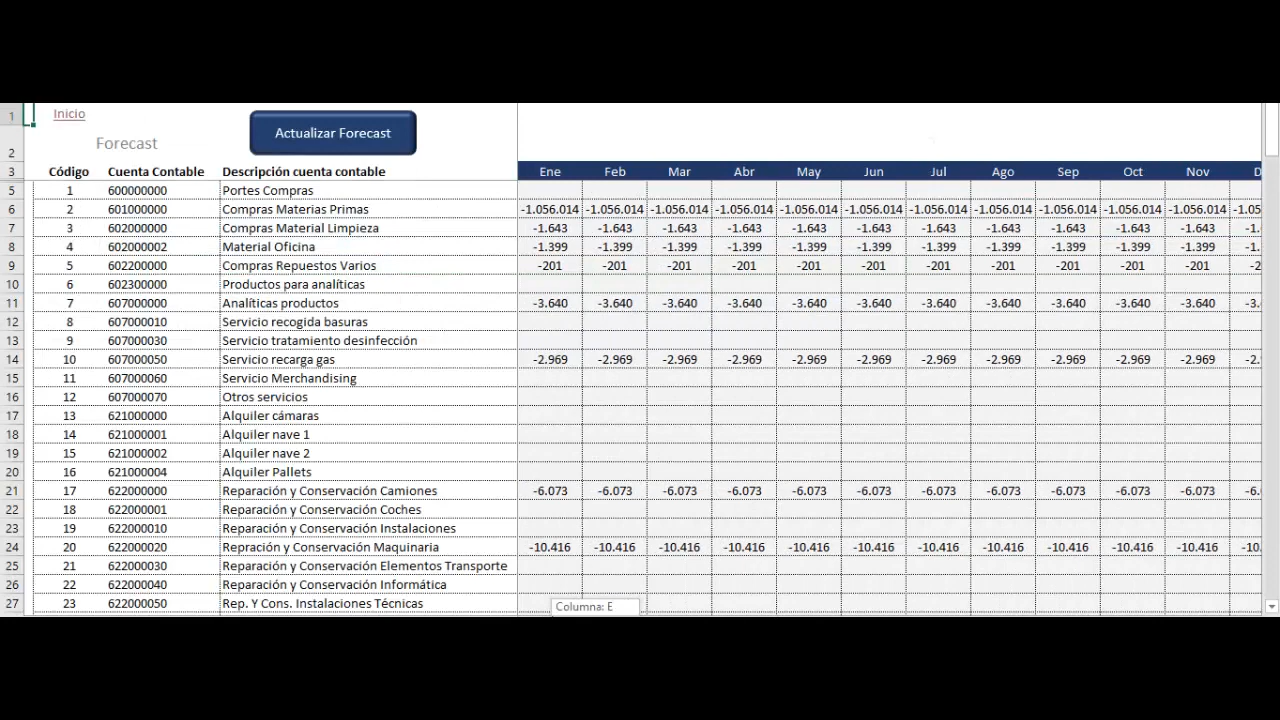 1 Inicio
Forecast Actualizar Forecast
2
3 Código Cuenta Contable Descripción cuenta contable Ene Feb Mar Abr May Jun Jul Ago Sep Oct Nov D
5 1 600000000 Portes Compras
6 2 601000000 Compras Materias Primas -1.056.014 -1.056.014 -1.056.014 -1.056.014 -1.056.014 -1.056.014 -1.056.014 -1.056.014 -1.056.014 -1.056.014 -1.056.014 -1.05
7 3 602000000 Compras Material Limpieza -1.643 -1.643 -1.643 -1.643 -1.643 -1.643 -1.643 -1.643 -1.643 -1.643 -1.643 -1.
8 4 602000002 Material Oficina -1.399 -1.399 -1.399 -1.399 -1.399 -1.399 -1.399 -1.399 -1.399 -1.399 -1.399 -1.
9 5 602200000 Compras Repuestos Varios -201 -201 -201 -201 -201 -201 -201 -201 -201 -201 -201 -2
10 6 602300000 Productos para analíticas
11 7 607000000 Analíticas productos -3.640 -3.640 -3.640 -3.640 -3.640 -3.640 -3.640 -3.640 -3.640 -3.640 -3.640 -3.
12 8 607000010 Servicio recogida basuras
13 9 607000030 Servicio tratamiento desinfección
14 10 607000050 Servicio recarga gas -2.969 -2.969 -2.969 -2.969 -2.969 -2.969 -2.969 -2.969 -2.969 -2.969 -2.969 -2.
15 11 607000060 Servicio Merchandising
16 12 607000070 Otros servicios
17 13 621000000 Alquiler cámaras
18 14 621000001 Alquiler nave 1
19 15 621000002 Alquiler nave 2
20 16 621000004 Alquiler Pallets
21 17 622000000 Reparación y Conservación Camiones -6.073 -6.073 -6.073 -6.073 -6.073 -6.073 -6.073 -6.073 -6.073 -6.073 -6.073 -6.
22 18 622000001 Reparación y Conservación Coches
23 19 622000010 Reparación y Conservación Instalaciones
24 20 622000020 Repración y Conservación Maquinaria -10.416 -10.416 -10.416 -10.416 -10.416 -10.416 -10.416 -10.416 -10.416 -10.416 -10.416 -10.
25 21 622000030 Reparación y Conservación Elementos Transporte
26 22 622000040 Reparación y Conservación Informática
27 23 622000050 Rep. Y Cons. Instalaciones Técnicas
Columna: E